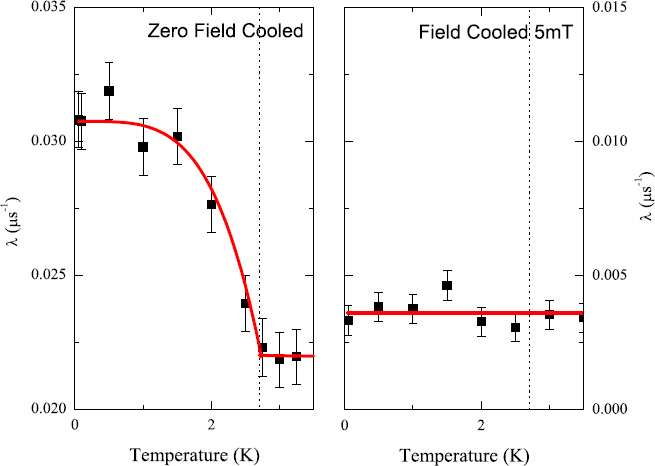 0.035
0.030
0.025
0.020
λ (μs⁻¹)
Zero Field Cooled
0
2
Temperature (K)
Field Cooled 5mT
0
2
Temperature (K)
0.015
0.010
0.005
0.000
λ (μs⁻¹)